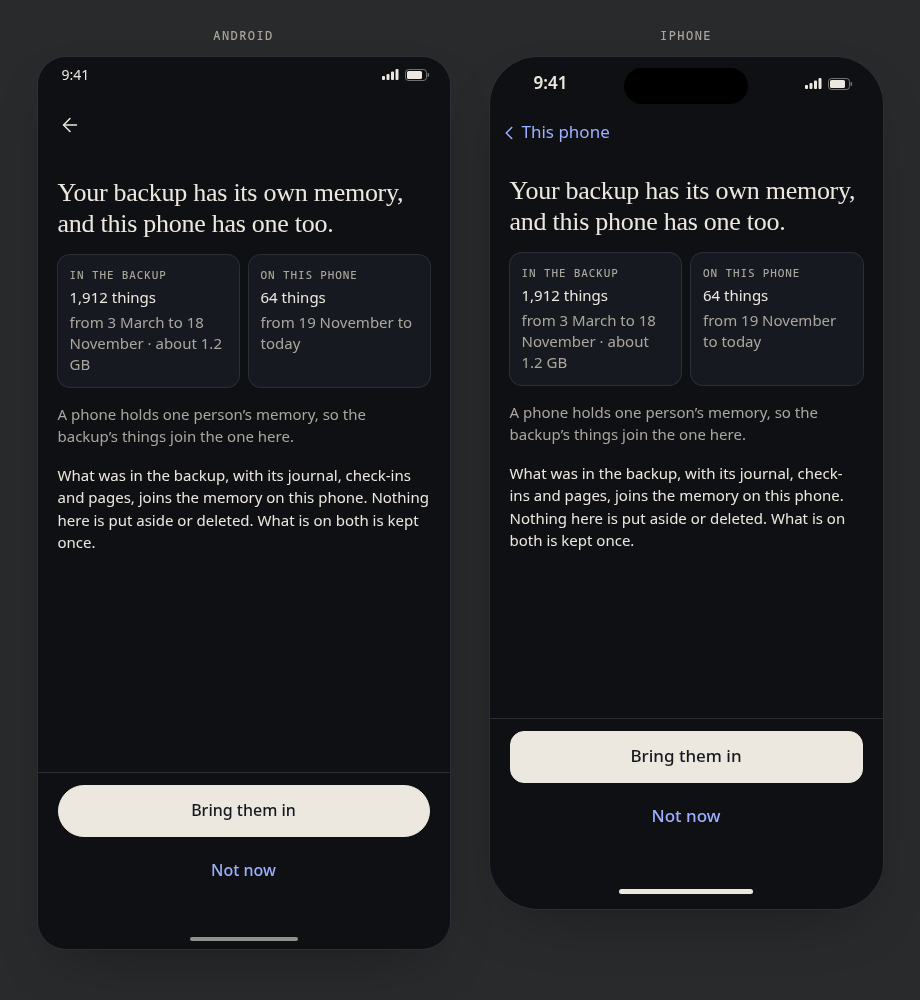 ANDROID
9:41
Your backup has its own memory,
and this phone has one too.
IN THE BACKUP
1,912 things
from 3 March to 18
November · about 1.2
GB
ON THIS PHONE
64 things
from 19 November to
today
A phone holds one person’s memory, so the
backup’s things join the one here.
What was in the backup, with its journal, check-ins
and pages, joins the memory on this phone. Nothing
here is put aside or deleted. What is on both is kept
once.
Bring them in
Not now
IPHONE
9:41
This phone
Your backup has its own memory,
and this phone has one too.
IN THE BACKUP
1,912 things
from 3 March to 18
November · about
1.2 GB
ON THIS PHONE
64 things
from 19 November
to today
A phone holds one person’s memory, so the
backup’s things join the one here.
What was in the backup, with its journal, check-
ins and pages, joins the memory on this phone.
Nothing here is put aside or deleted. What is on
both is kept once.
Bring them in
Not now